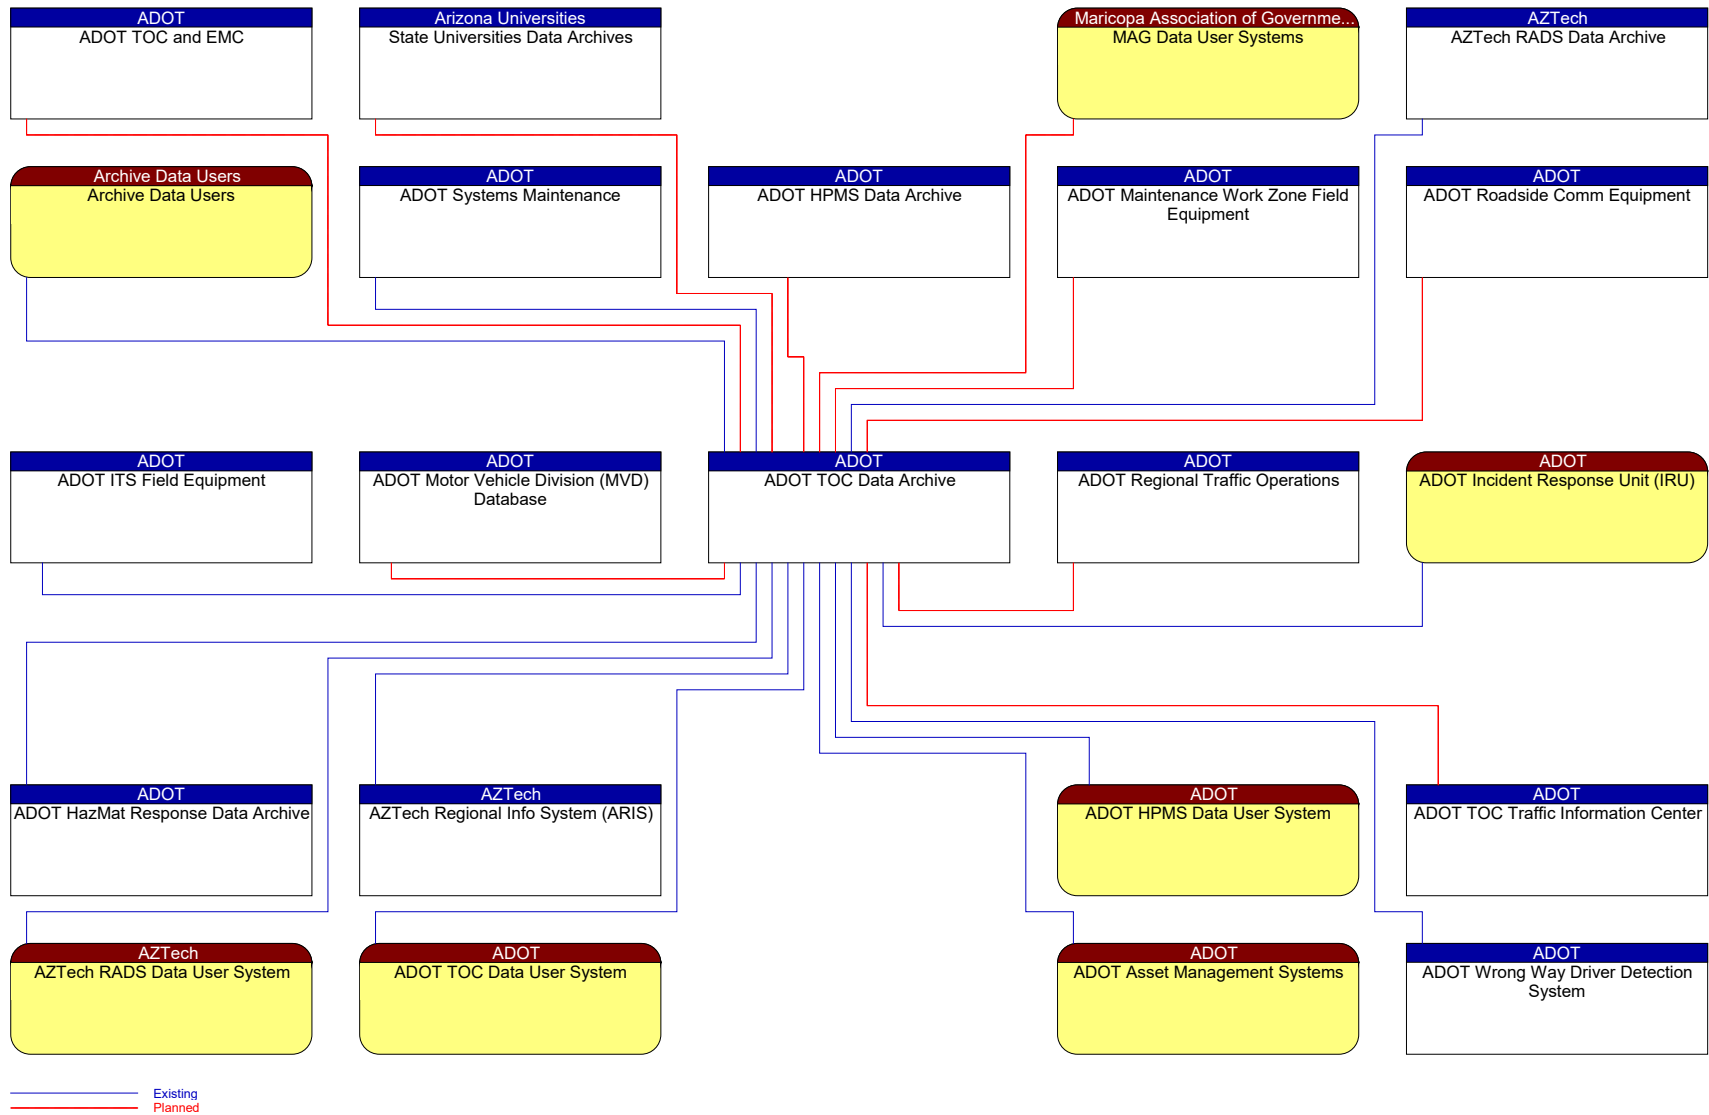 ADOT
ADOT TOC and EMC
Arizona Universities
State Universities Data Archives
Maricopa Association of Governme...
MAG Data User Systems
AZTech
AZTech RADS Data Archive
Archive Data Users
Archive Data Users
ADOT
ADOT Systems Maintenance
ADOT
ADOT HPMS Data Archive
ADOT
ADOT Maintenance Work Zone Field
Equipment
ADOT
ADOT Roadside Comm Equipment
ADOT
ADOT ITS Field Equipment
ADOT
ADOT Motor Vehicle Division (MVD)
Database
ADOT
ADOT TOC Data Archive
ADOT
ADOT Regional Traffic Operations
ADOT
ADOT Incident Response Unit (IRU)
ADOT
ADOT HazMat Response Data Archive
AZTech
AZTech Regional Info System (ARIS)
ADOT
ADOT HPMS Data User System
ADOT
ADOT TOC Traffic Information Center
AZTech
AZTech RADS Data User System
ADOT
ADOT TOC Data User System
ADOT
ADOT Asset Management Systems
ADOT
ADOT Wrong Way Driver Detection
System
Existing
Planned